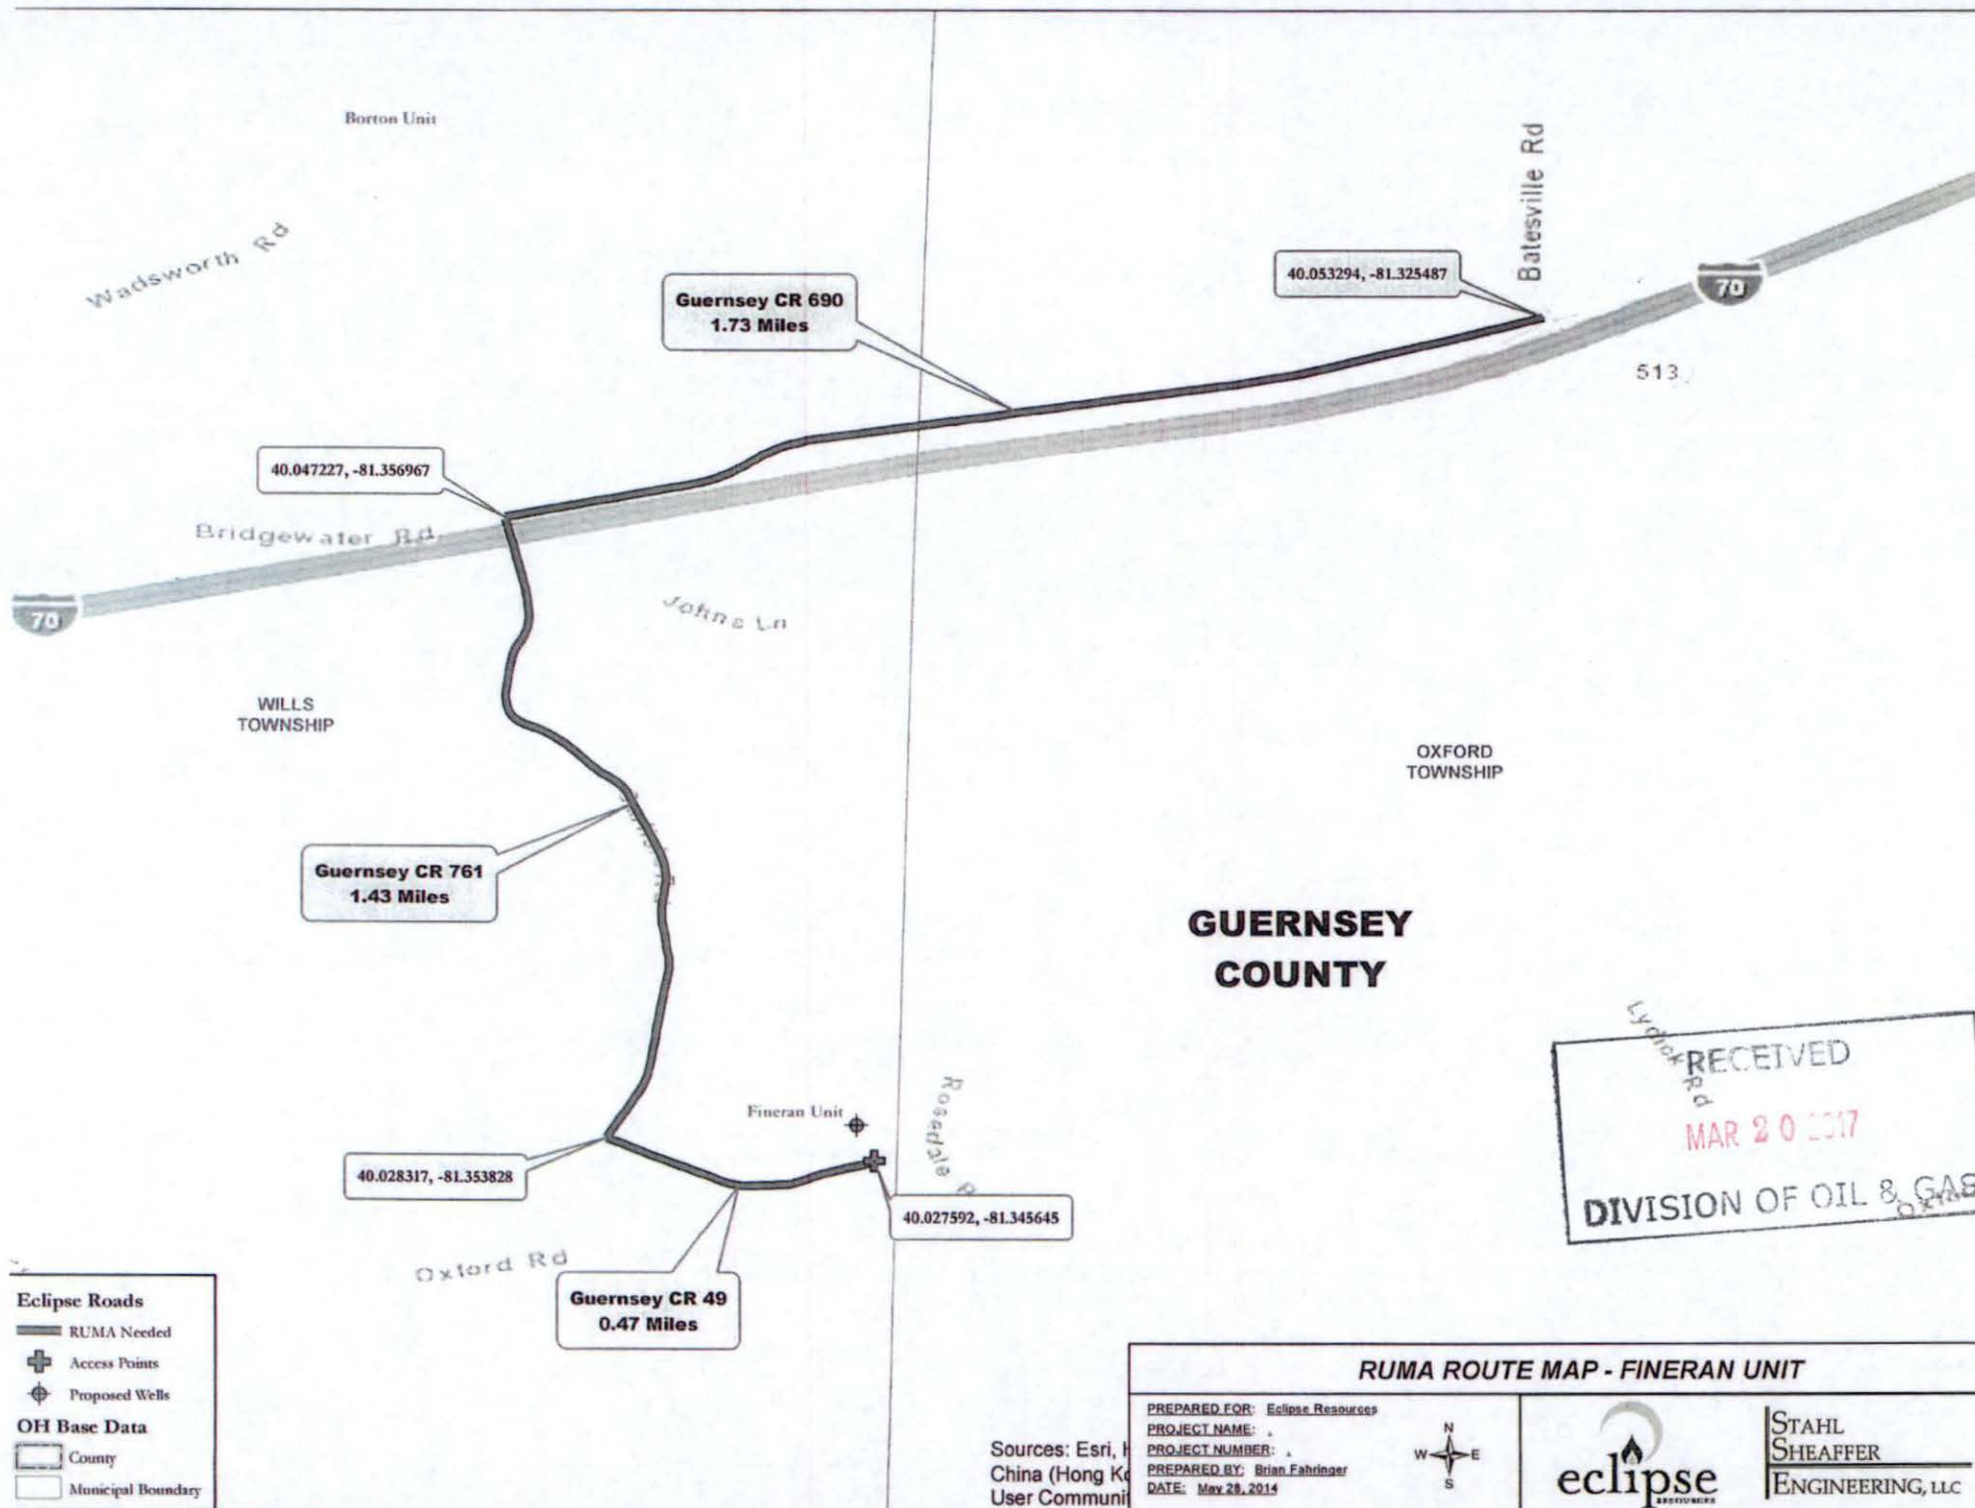 Borton Unit
Wadsworth Rd
Batesville Rd
40.053294, -81.325487
70
Guernsey CR 690
1.73 Miles
513
40.047227, -81.356967
Bridgewater Rd
70
Johns Ln
WILLS
TOWNSHIP
OXFORD
TOWNSHIP
Guernsey CR 761
1.43 Miles
GUERNSEY
COUNTY
RECEIVED
MAR 20
DIVISION OF OIL & GAS
Fineran Unit
Rosedale R
40.028317, -81.353828
40.027592, -81.345645
Oxford Rd
Guernsey CR 49
0.47 Miles
Eclipse Roads
RUMA Needed
Access Points
Proposed Wells
OH Base Data
County
Municipal Boundary
Sources: Esri, H
China (Hong Ko
User Communi
RUMA ROUTE MAP - FINERAN UNIT
PREPARED FOR: Eclipse Resources
PROJECT NAME: .
PROJECT NUMBER: .
PREPARED BY: Brian Fahringer
DATE: May 28, 2014
N
W E
S
eclipse
RESOURCES
STAHL
SHEAFFER
ENGINEERING, LLC